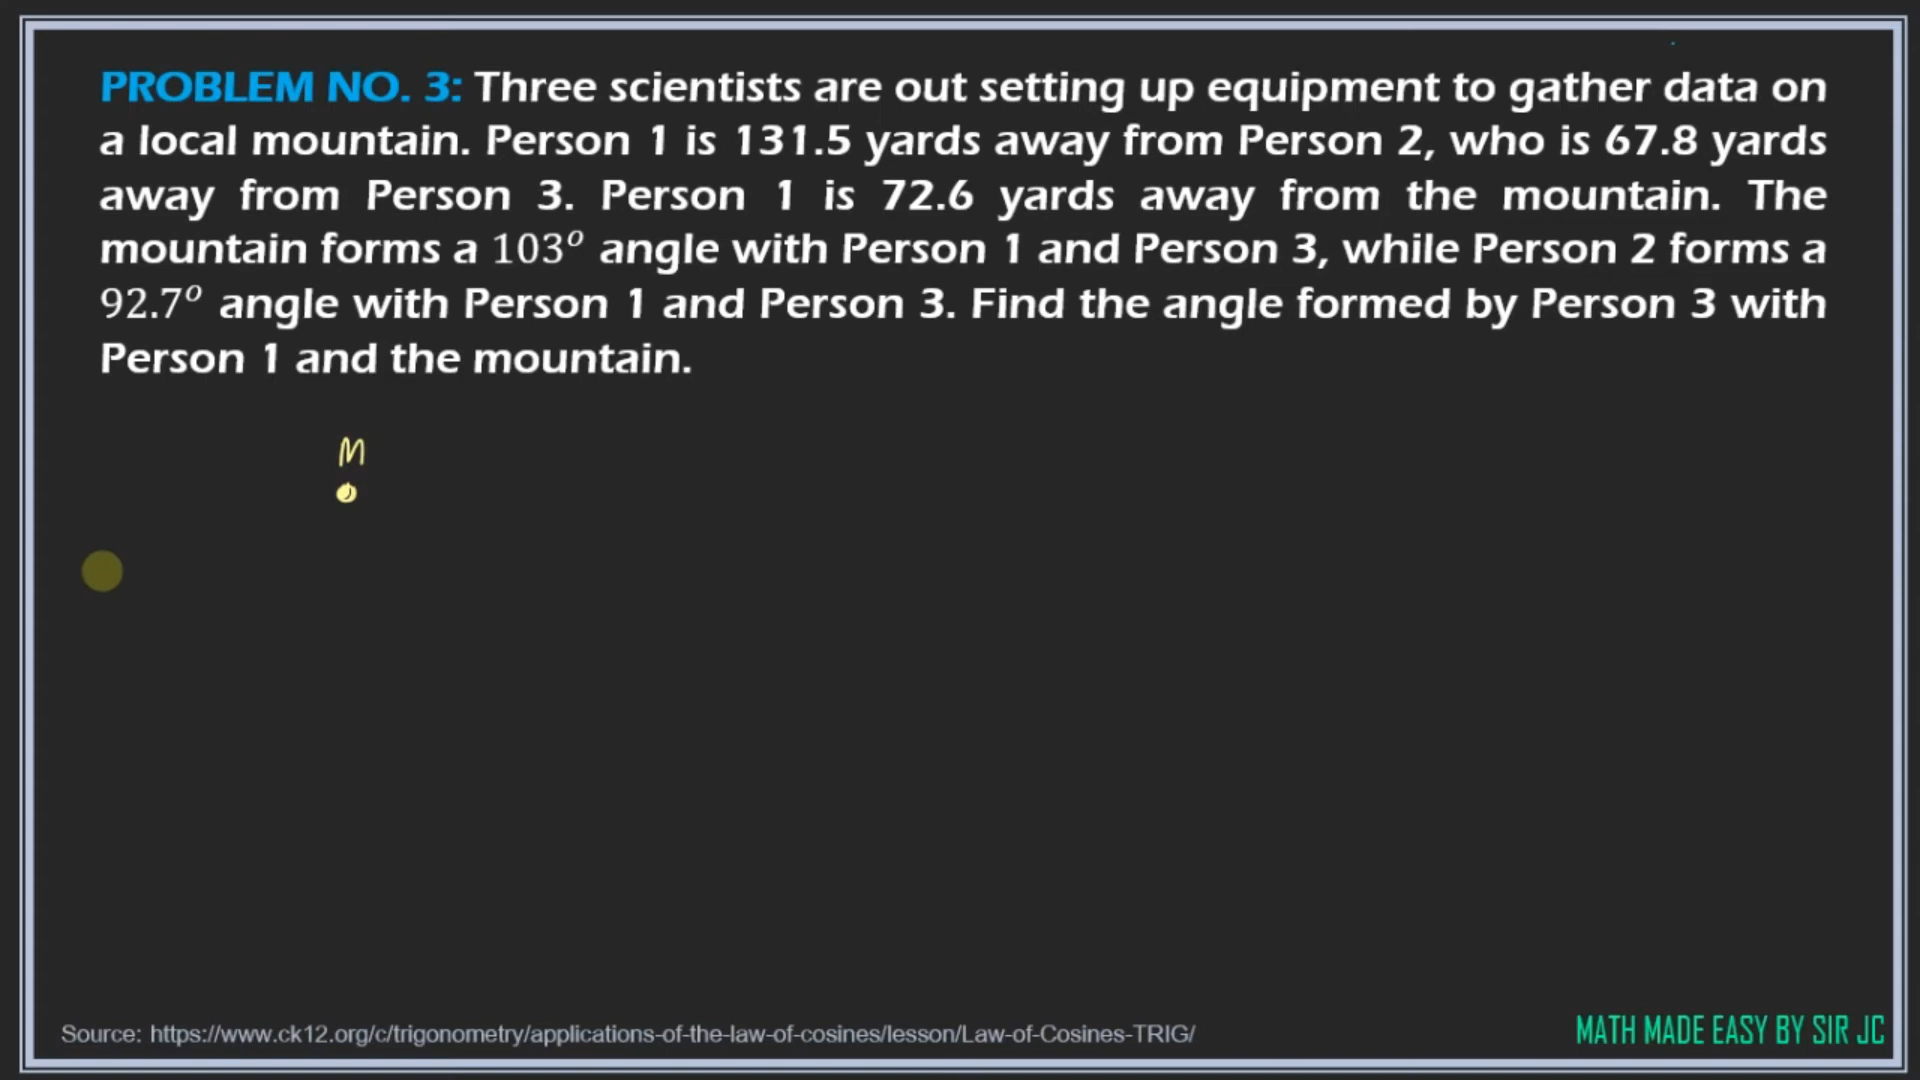 PROBLEM NO. 3: Three scientists are out setting up equipment to gather data on
a local mountain. Person 1 is 131.5 yards away from Person 2, who is 67.8 yards
away from Person 3. Person 1 is 72.6 yards away from the mountain. The
mountain forms a 103° angle with Person 1 and Person 3, while Person 2 forms a
92.7° angle with Person 1 and Person 3. Find the angle formed by Person 3 with
Person 1 and the mountain.
M
Source: https://www.ck12.org/c/trigonometry/applications-of-the-law-of-cosines/lesson/Law-of-Cosines-TRIG/
MATH MADE EASY BY SIR JC